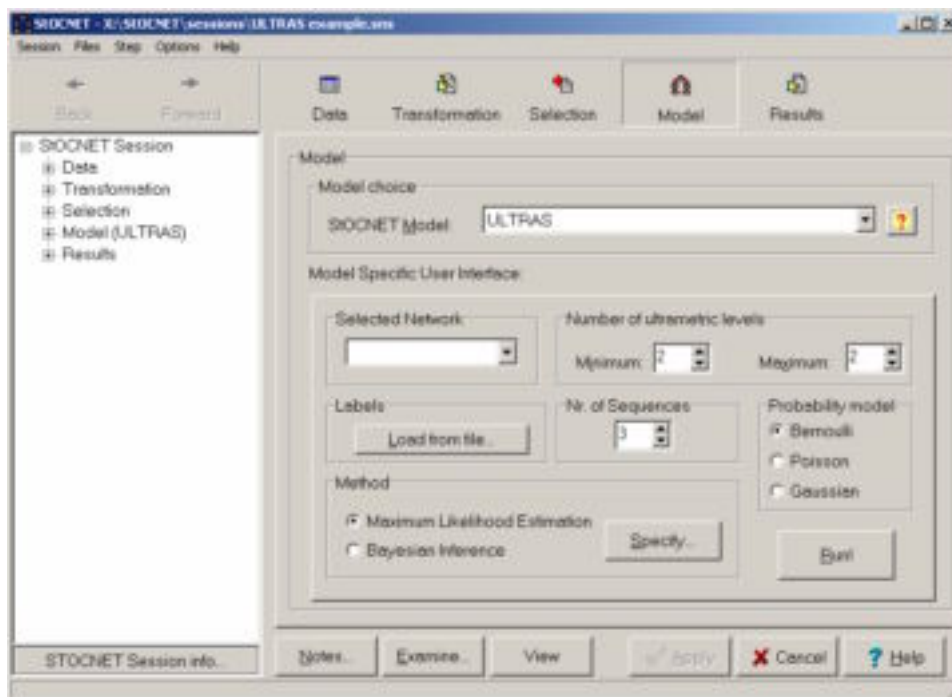 StOCNET - X:\StOCNET\sessions\ULTRAS example.sns
Session Files Step Options Help
Back Forward
Data Transformation Selection Model Results
StOCNET Session
Data
Transformation
Selection
Model (ULTRAS)
Results
Model
Model choice
StOCNET Model: ULTRAS
Model Specific User Interface:
Selected Network
Number of ultrametric levels
Minimum: 2 Maximum: 2
Labels
Load from file...
Nr. of Sequences
3
Probability model
Bernoulli
Poisson
Gaussian
Method
Maximum Likelihood Estimation
Bayesian Inference
Specify...
Run!
STOCNET Session info...
Notes... Examine... View Apply Cancel Help